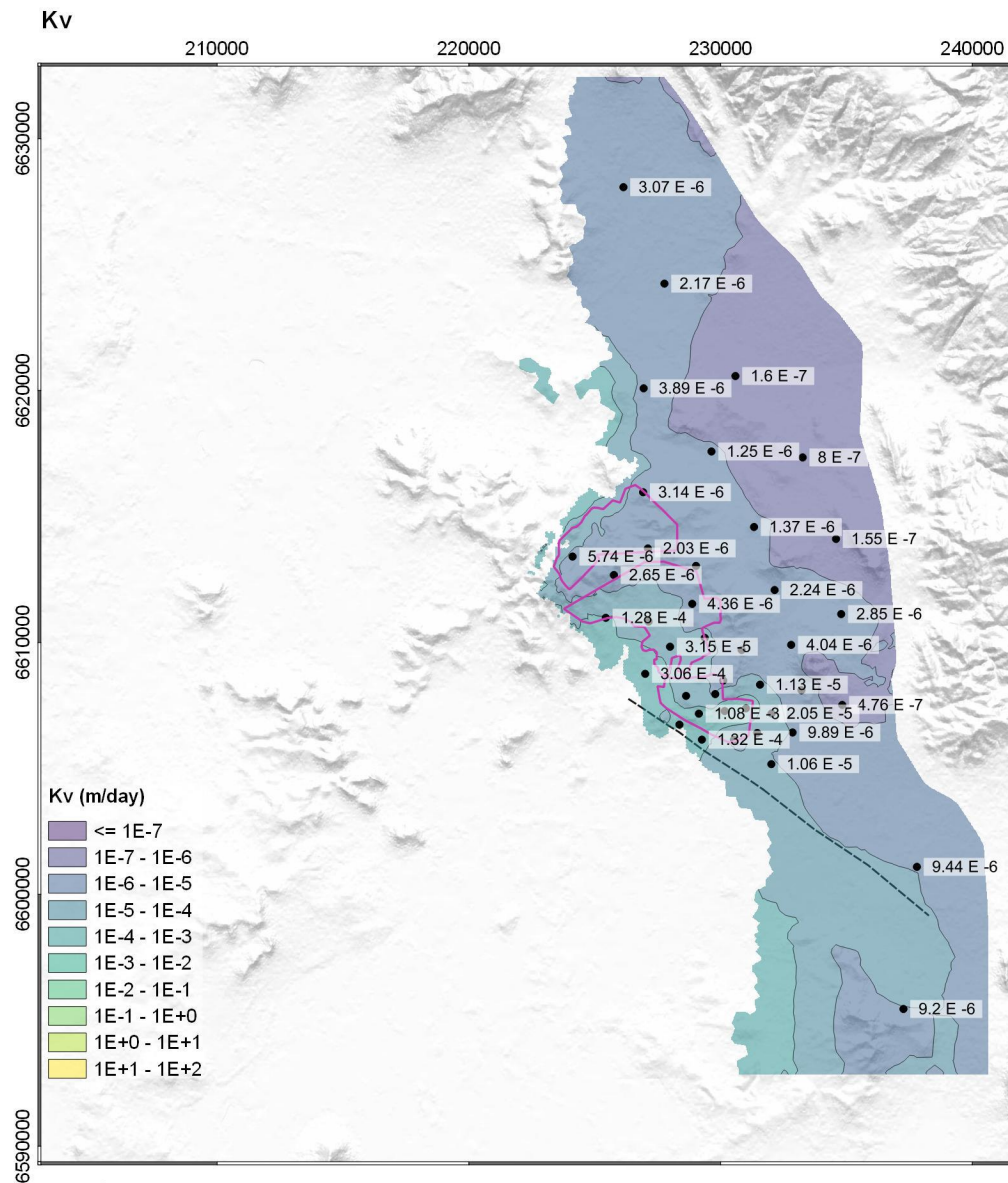 Kv
210000
220000
230000
240000
6630000
6620000
6610000
6600000
6590000
3.07 E -6
2.17 E -6
1.6 E -7
3.89 E -6
1.25 E -6
8 E -7
3.14 E -6
1.37 E -6
1.55 E -7
2.03 E -6
5.74 E -6
2.65 E -6
2.24 E -6
4.36 E -6
2.85 E -6
1.28 E -4
3.15 E -5
4.04 E -6
3.06 E -4
1.13 E -5
4.76 E -7
1.08 E -3
2.05 E -5
9.89 E -6
1.32 E -4
1.06 E -5
9.44 E -6
9.2 E -6
Kv (m/day)
<= 1E-7
1E-7 - 1E-6
1E-6 - 1E-5
1E-5 - 1E-4
1E-4 - 1E-3
1E-3 - 1E-2
1E-2 - 1E-1
1E-1 - 1E+0
1E+0 - 1E+1
1E+1 - 1E+2